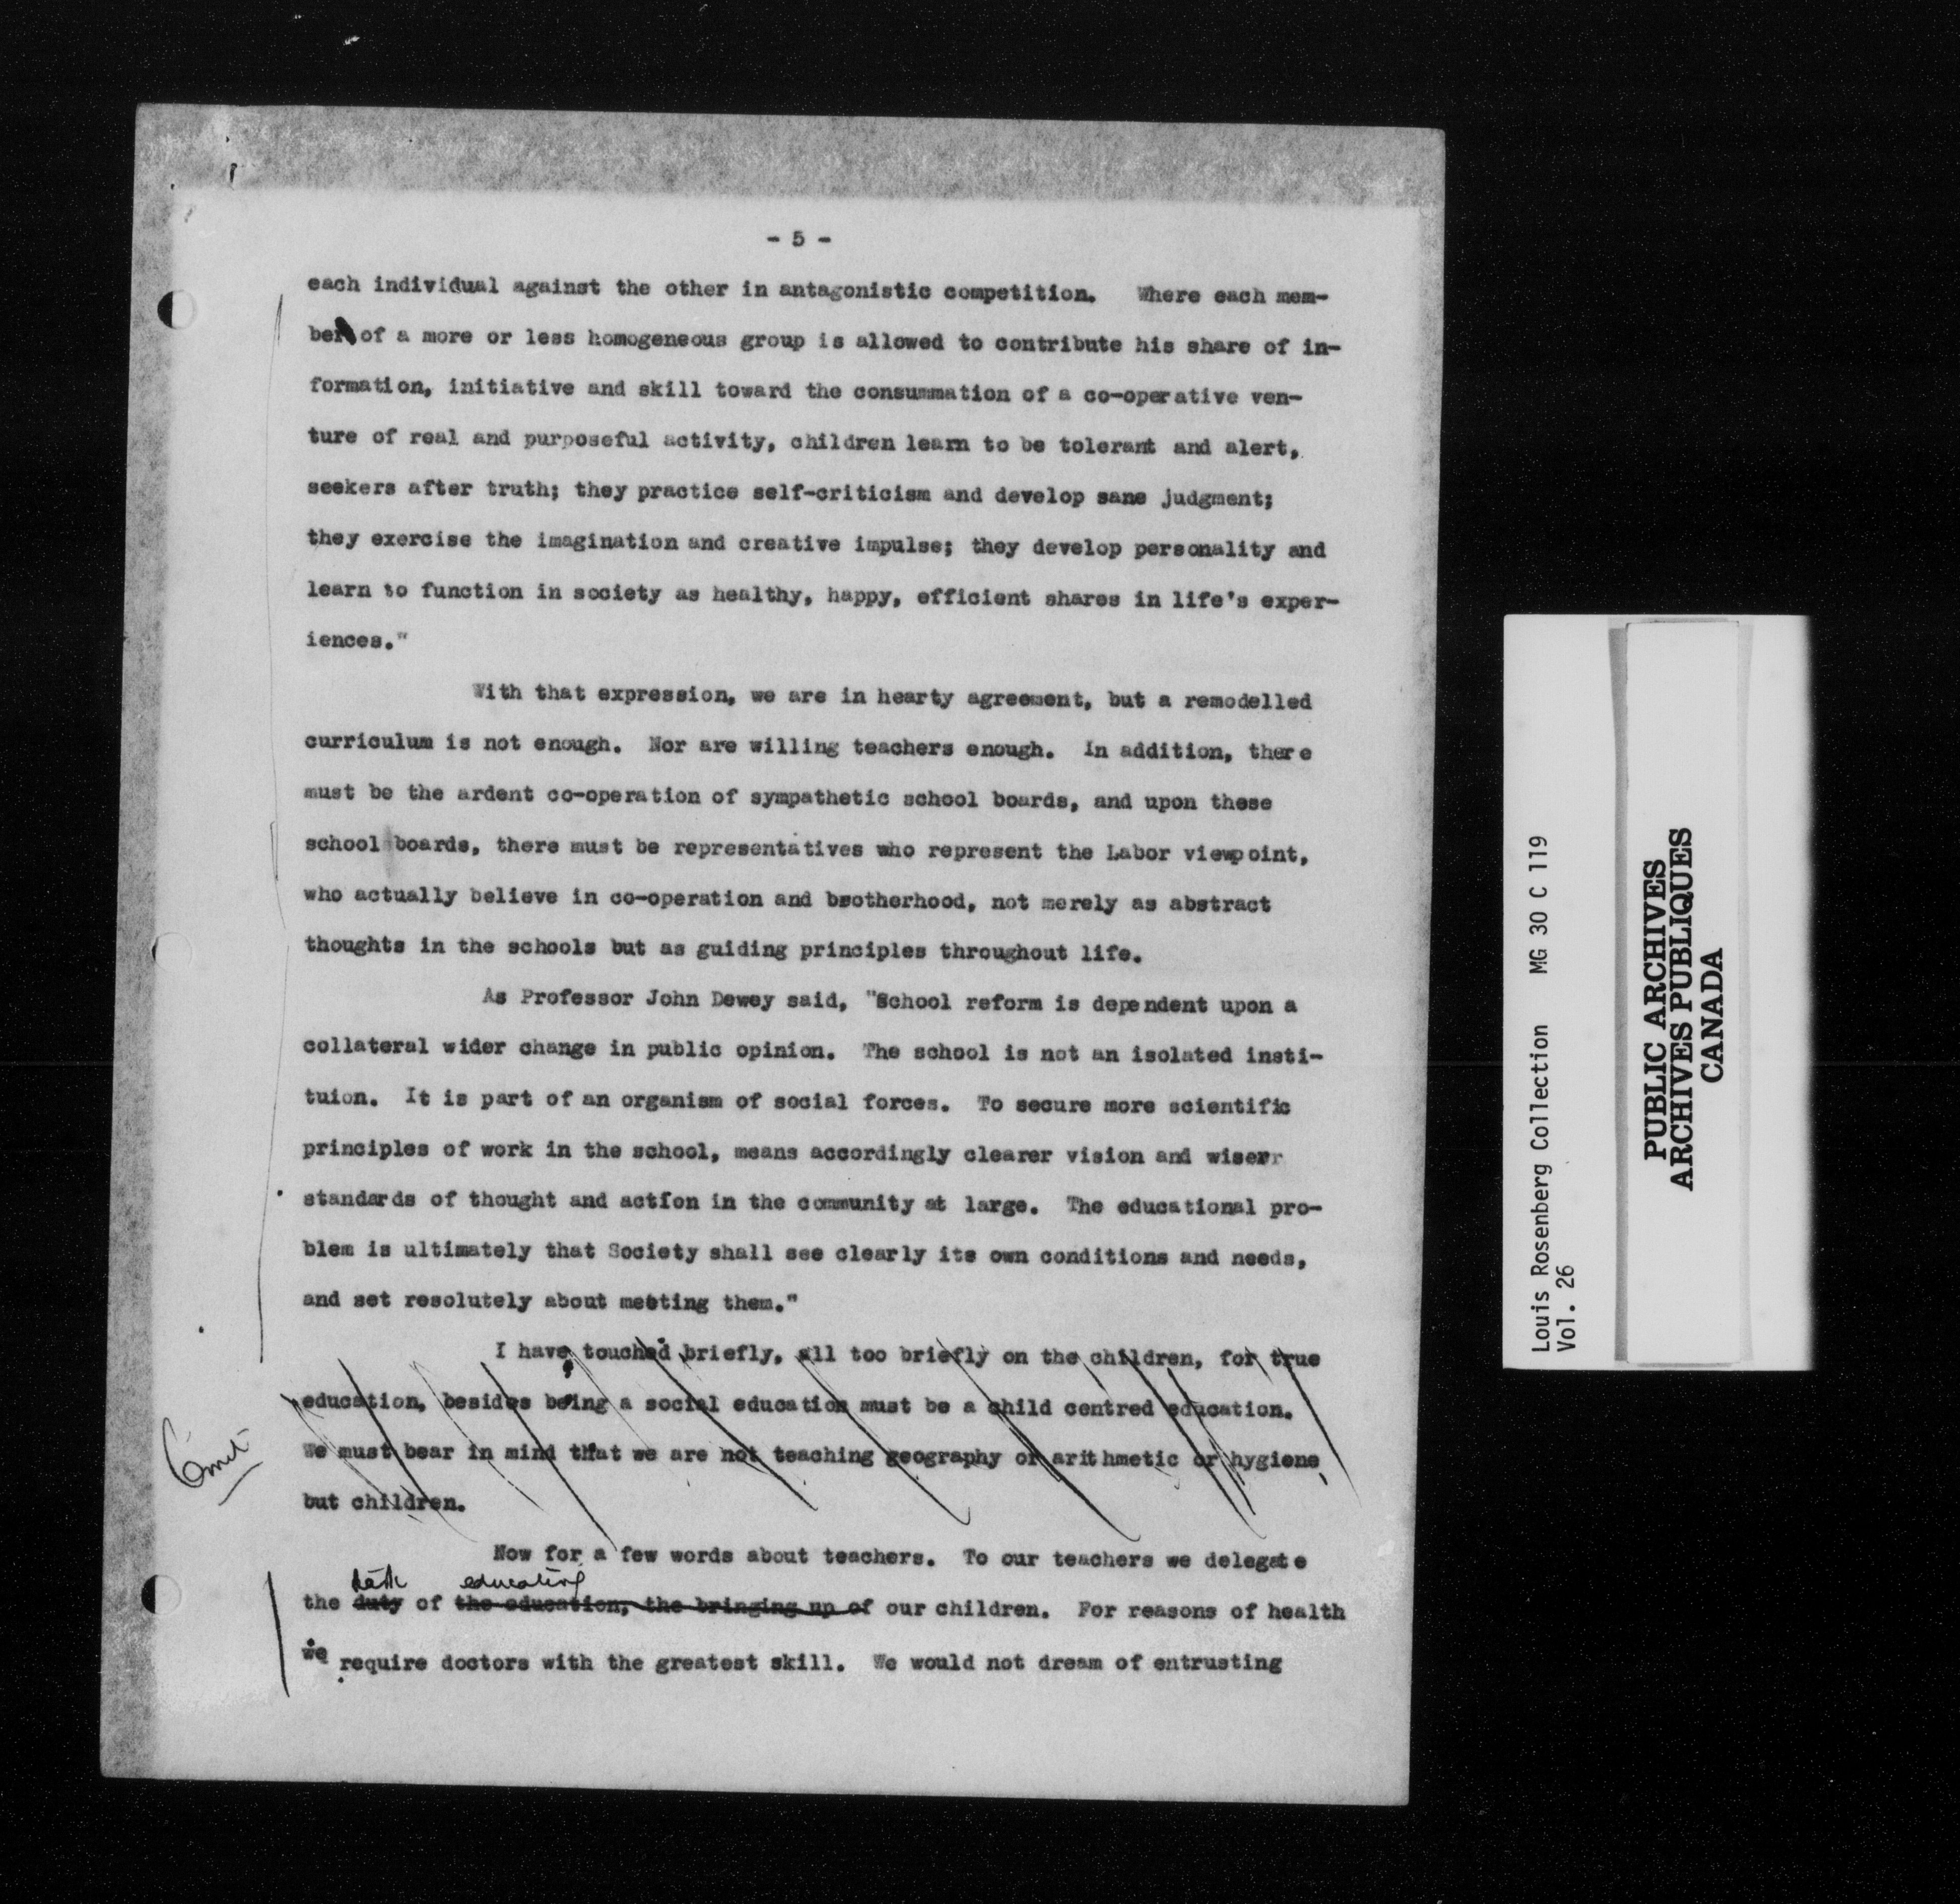 - 5 -
each individual against the other in antagonistic competition. Where each mem-
ber of a more or less homogeneous group is allowed to contribute his share of in-
formation, initiative and skill toward the consummation of a co-operative ven-
ture of real and purposeful activity, children learn to be tolerant and alert,
seekers after truth; they practice self-criticism and develop sane judgment;
they exercise the imagination and creative impulse; they develop personality and
learn to function in society as healthy, happy, efficient shares in life's exper-
iences."
With that expression, we are in hearty agreement, but a remodelled
curriculum is not enough. Nor are willing teachers enough. In addition, there
must be the ardent co-operation of sympathetic school boards, and upon these
school boards, there must be representatives who represent the Labor viewpoint,
who actually believe in co-operation and brotherhood, not merely as abstract
thoughts in the schools but as guiding principles throughout life.
As Professor John Dewey said, "School reform is dependent upon a
collateral wider change in public opinion. The school is not an isolated insti-
tuion. It is part of an organism of social forces. To secure more scientific
principles of work in the school, means accordingly clearer vision and wiserr
standards of thought and action in the community at large. The educational pro-
blem is ultimately that Society shall see clearly its own conditions and needs,
and set resolutely about meeting them."
I have touched briefly, all too briefly on the children, for true
education, besides being a social education must be a child centred education.
Omit
We must bear in mind that we are not teaching geography or arithmetic or hygiene,
but children.
Now for a few words about teachers. To our teachers we delegate
task educating
the duty of the education, the bringing up of our children. For reasons of health
we require doctors with the greatest skill. We would not dream of entrusting
Louis Rosenberg Collection MG 30 C 119
Vol. 26
PUBLIC ARCHIVES
ARCHIVES PUBLIQUES
CANADA